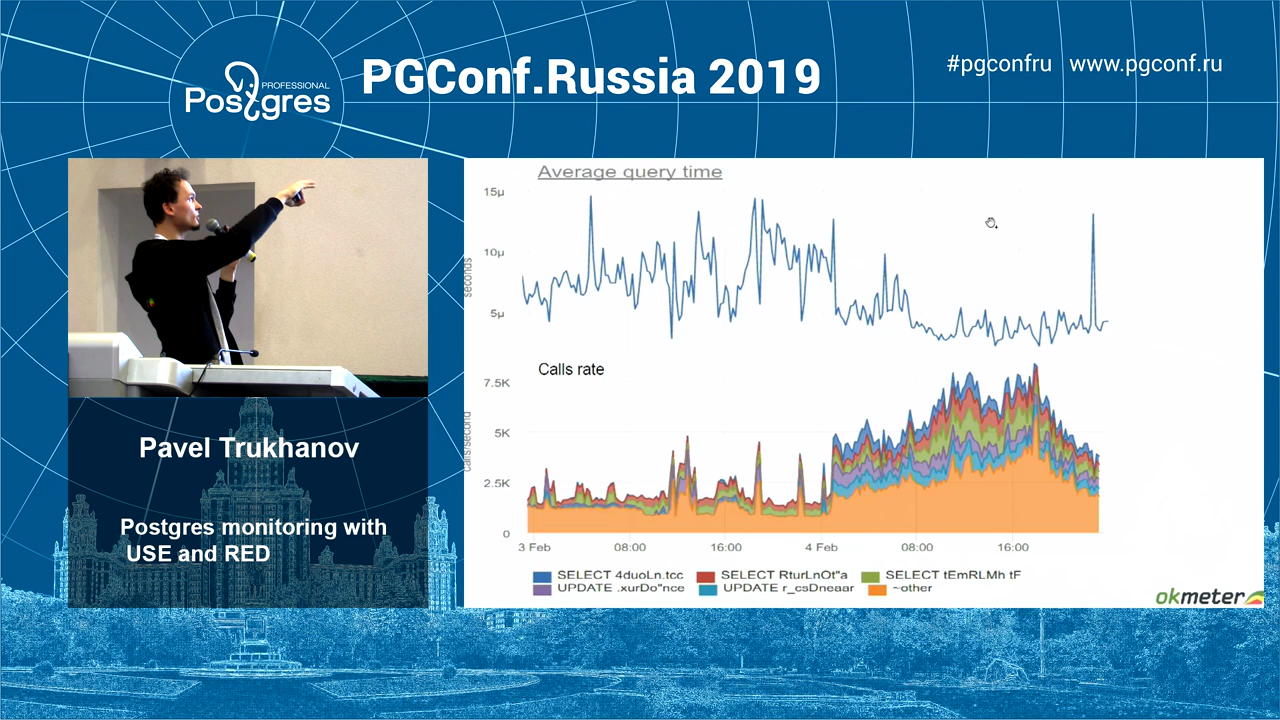 PROFESSIONAL
Postgres
PGConf.Russia 2019
#pgconfru www.pgconf.ru
Average query time
15µ
10µ
5µ
seconds
Calls rate
7.5K
5K
2.5K
0
calls/second
3 Feb 08:00 16:00 4 Feb 08:00 16:00
SELECT 4duoLn.tcc SELECT RturLnOt"a SELECT tEmRLMh tF
UPDATE .xurDo"nce UPDATE r_csDneaar ~other
okmeter
Pavel Trukhanov
Postgres monitoring with
USE and RED